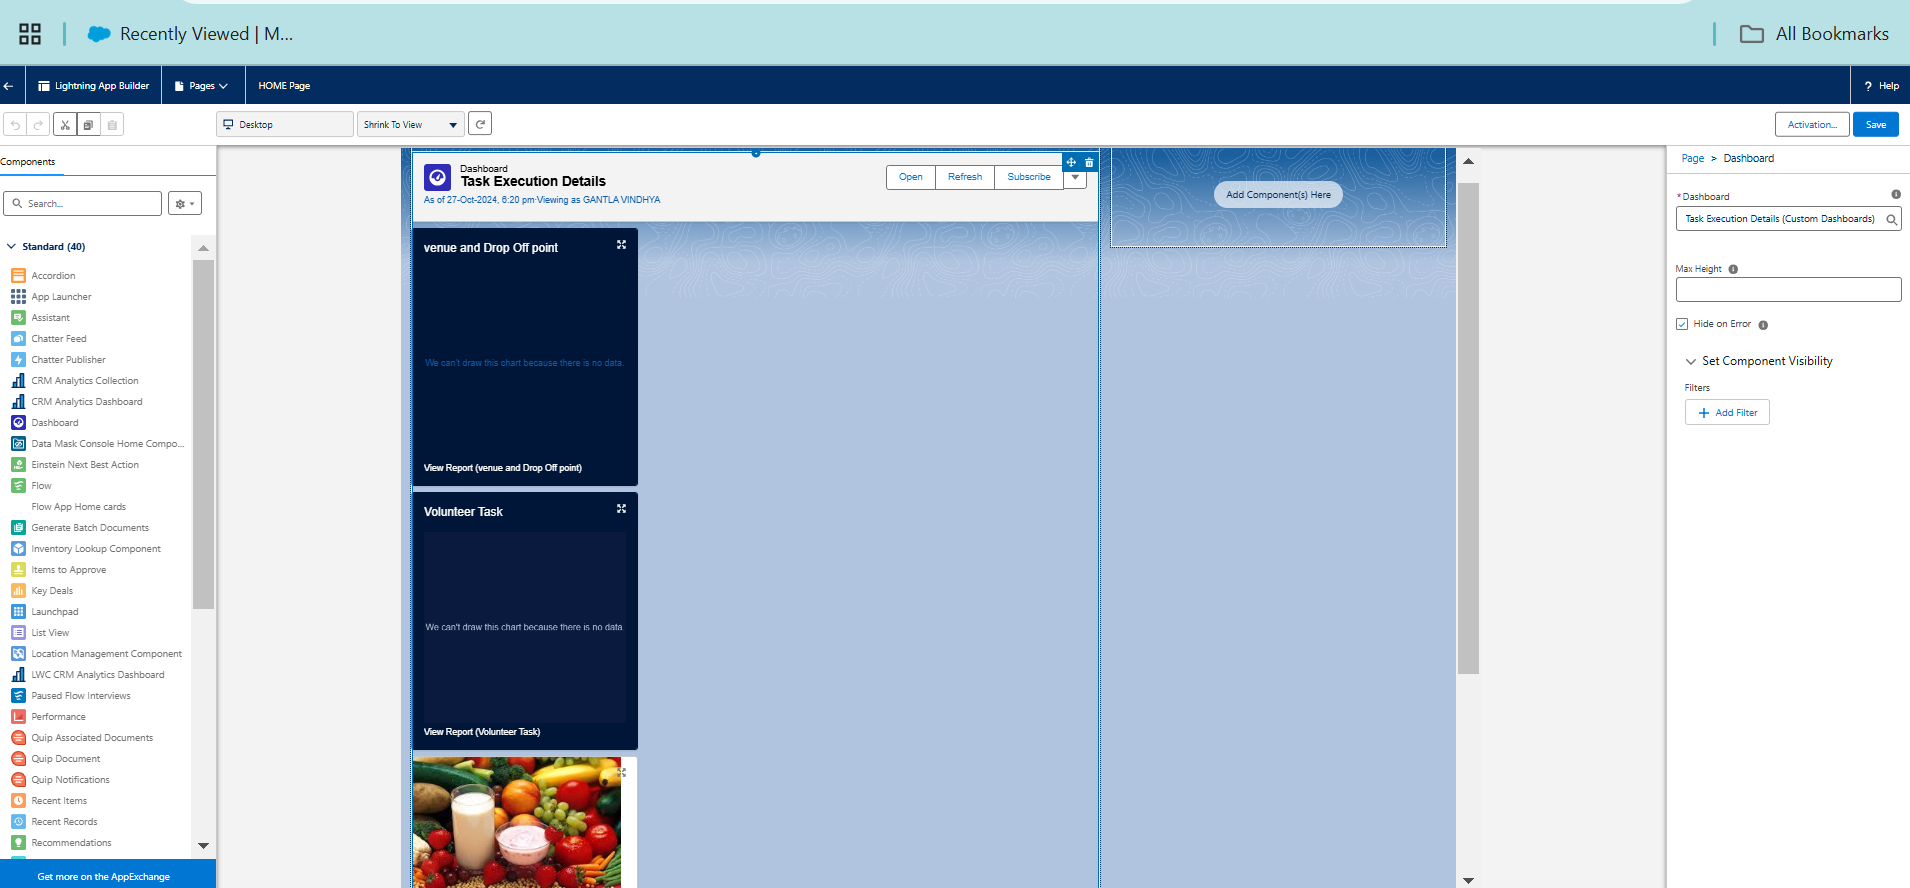 Recently Viewed | M...
All Bookmarks
Lightning App Builder
Pages
HOME Page
? Help
Desktop
Shrink To View
Activation...
Save
Components
Search...
Standard (40)
Accordion
App Launcher
Assistant
Chatter Feed
Chatter Publisher
CRM Analytics Collection
CRM Analytics Dashboard
Dashboard
Data Mask Console Home Compo...
Einstein Next Best Action
Flow
Flow App Home cards
Generate Batch Documents
Inventory Lookup Component
Items to Approve
Key Deals
Launchpad
List View
Location Management Component
LWC CRM Analytics Dashboard
Paused Flow Interviews
Performance
Quip Associated Documents
Quip Document
Quip Notifications
Recent Items
Recent Records
Recommendations
Get more on the AppExchange
Dashboard
Task Execution Details
As of 27-Oct-2024, 6:20 pm·Viewing as GANTLA VINDHYA
Open
Refresh
Subscribe
venue and Drop Off point
We can't draw this chart because there is no data.
View Report (venue and Drop Off point)
Volunteer Task
We can't draw this chart because there is no data.
View Report (Volunteer Task)
Add Component(s) Here
Page > Dashboard
*Dashboard
Task Execution Details (Custom Dashboards)
Max Height
Hide on Error
Set Component Visibility
Filters
+ Add Filter